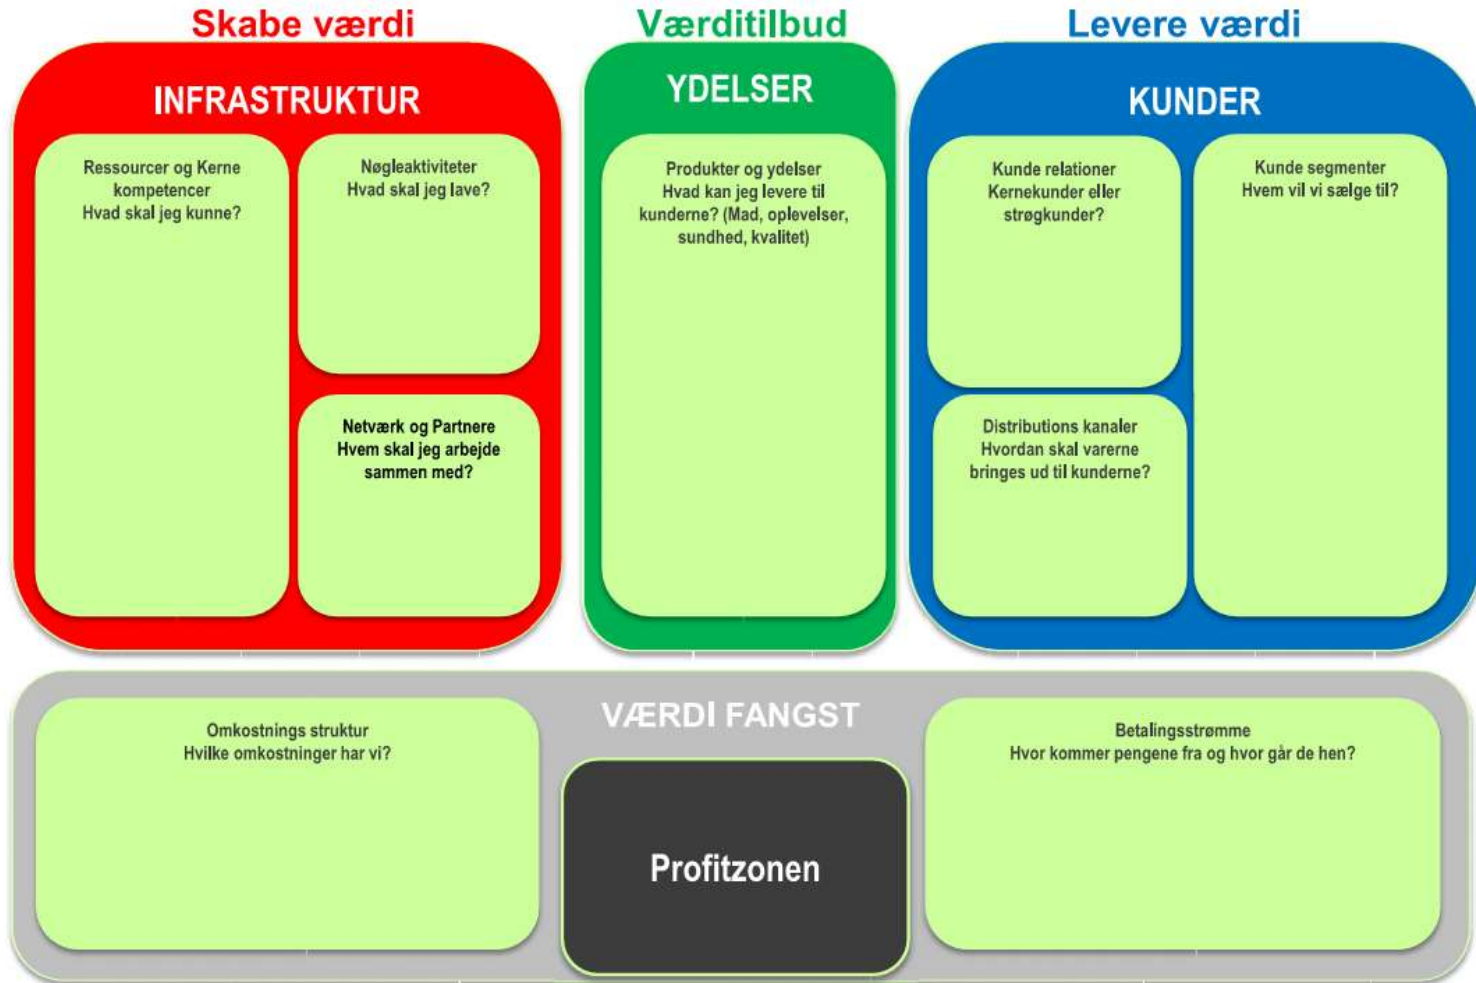 Skabe værdi
INFRASTRUKTUR
Ressourcer og Kerne
kompetencer
Hvad skal jeg kunne?
Nøgleaktiviteter
Hvad skal jeg lave?
Netværk og Partnere
Hvem skal jeg arbejde
sammen med?
Værditilbud
YDELSER
Produkter og ydelser
Hvad kan jeg levere til
kunderne? (Mad, oplevelser,
sundhed, kvalitet)
Levere værdi
KUNDER
Kunde relationer
Kernekunder eller
strøgkunder?
Distributions kanaler
Hvordan skal varerne
bringes ud til kunderne?
Kunde segmenter
Hvem vil vi sælge til?
Omkostnings struktur
Hvilke omkostninger har vi?
VÆRDI FANGST
Profitzonen
Betalingsstrømme
Hvor kommer pengene fra og hvor går de hen?